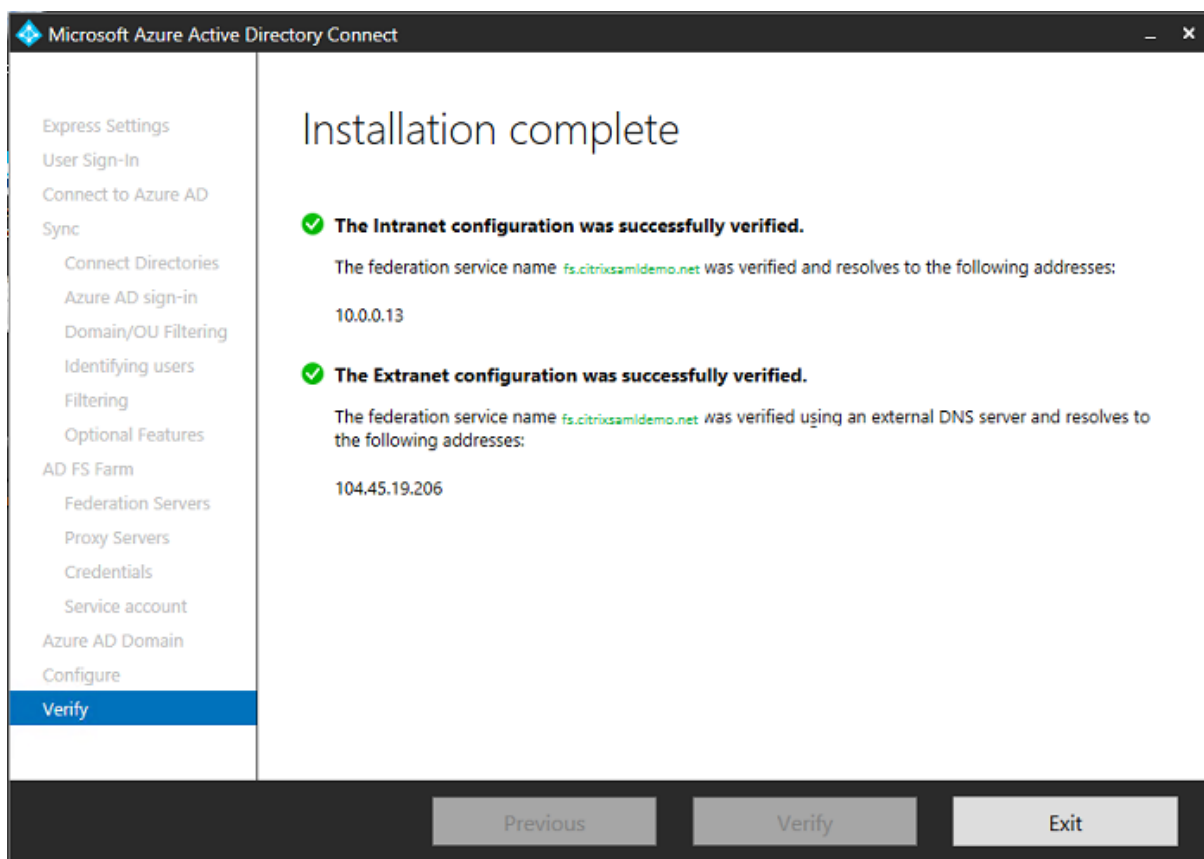 Microsoft Azure Active Directory Connect
Express Settings
User Sign-In
Connect to Azure AD
Sync
Connect Directories
Azure AD sign-in
Domain/OU Filtering
Identifying users
Filtering
Optional Features
AD FS Farm
Federation Servers
Proxy Servers
Credentials
Service account
Azure AD Domain
Configure
Verify
Installation complete
The Intranet configuration was successfully verified.
The federation service name fs.citrixsamldemo.net was verified and resolves to the following addresses:
10.0.0.13
The Extranet configuration was successfully verified.
The federation service name fs.citrixsamldemo.net was verified using an external DNS server and resolves to
the following addresses:
104.45.19.206
Previous
Verify
Exit